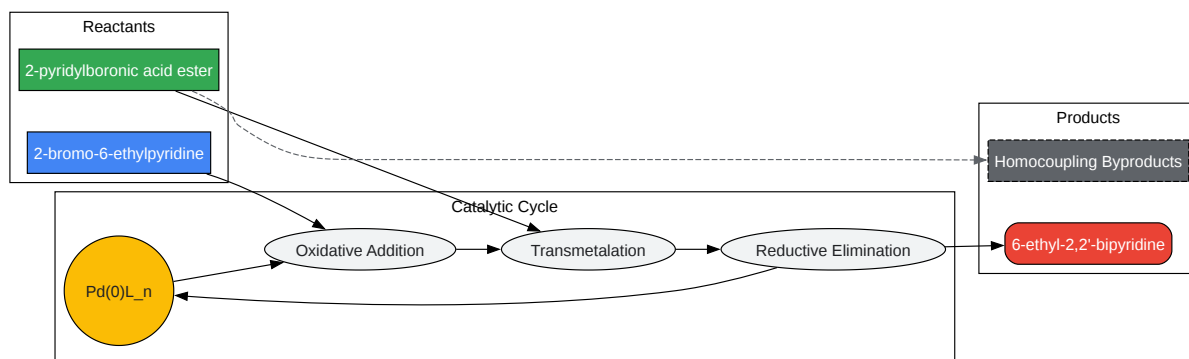 Reactants
2-pyridylboronic acid ester
2-bromo-6-ethylpyridine
Catalytic Cycle
Pd(0)L_n
Oxidative Addition
Transmetalation
Reductive Elimination
Products
Homocoupling Byproducts
6-ethyl-2,2'-bipyridine